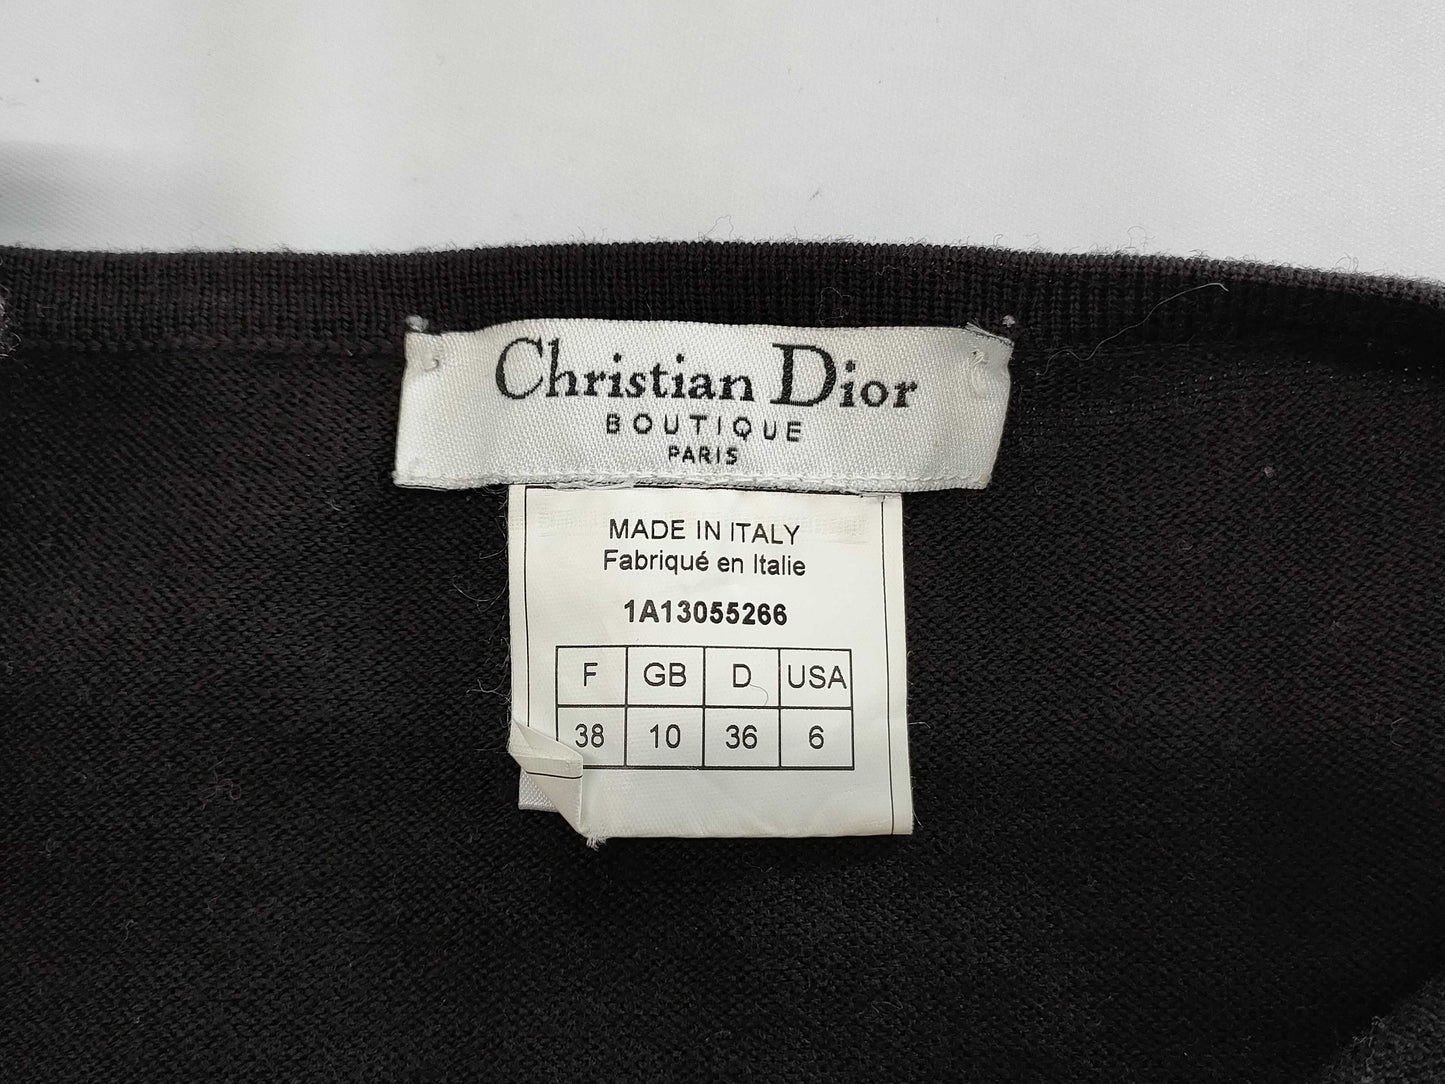 Christian Dior
BOUTIQUE
PARIS
MADE IN ITALY
Fabriqué en Italie
1A13055266
F GB D USA
38 10 36 6